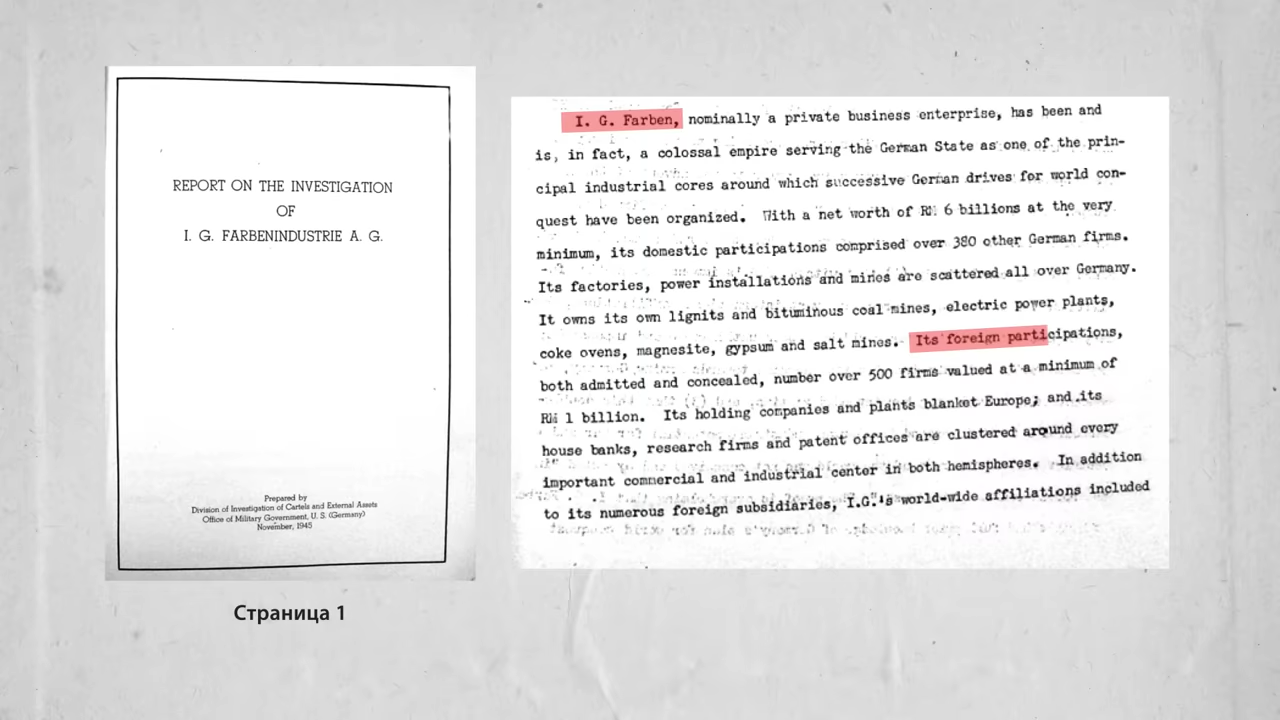 REPORT ON THE INVESTIGATION
OF
I. G. FARBENINDUSTRIE A. G.
Prepared by
Division of Investigation of Cartels and External Assets
Office of Military Government, U. S. (Germany)
November, 1945
Страница 1
I. G. Farben, nominally a private business enterprise, has been and
is, in fact, a colossal empire serving the German State as one of the prin-
cipal industrial cores around which successive German drives for world con-
quest have been organized. With a net worth of RM 6 billions at the very
minimum, its domestic participations comprised over 380 other German firms.
Its factories, power installations and mines are scattered all over Germany.
It owns its own lignits and bituminous coal mines, electric power plants,
coke ovens, magnesite, gypsum and salt mines. Its foreign participations,
both admitted and concealed, number over 500 firms valued at a minimum of
RM 1 billion. Its holding companies and plants blanket Europe; and its
house banks, research firms and patent offices are clustered around every
important commercial and industrial center in both hemispheres. In addition
to its numerous foreign subsidiaries, I.G.'s world-wide affiliations included